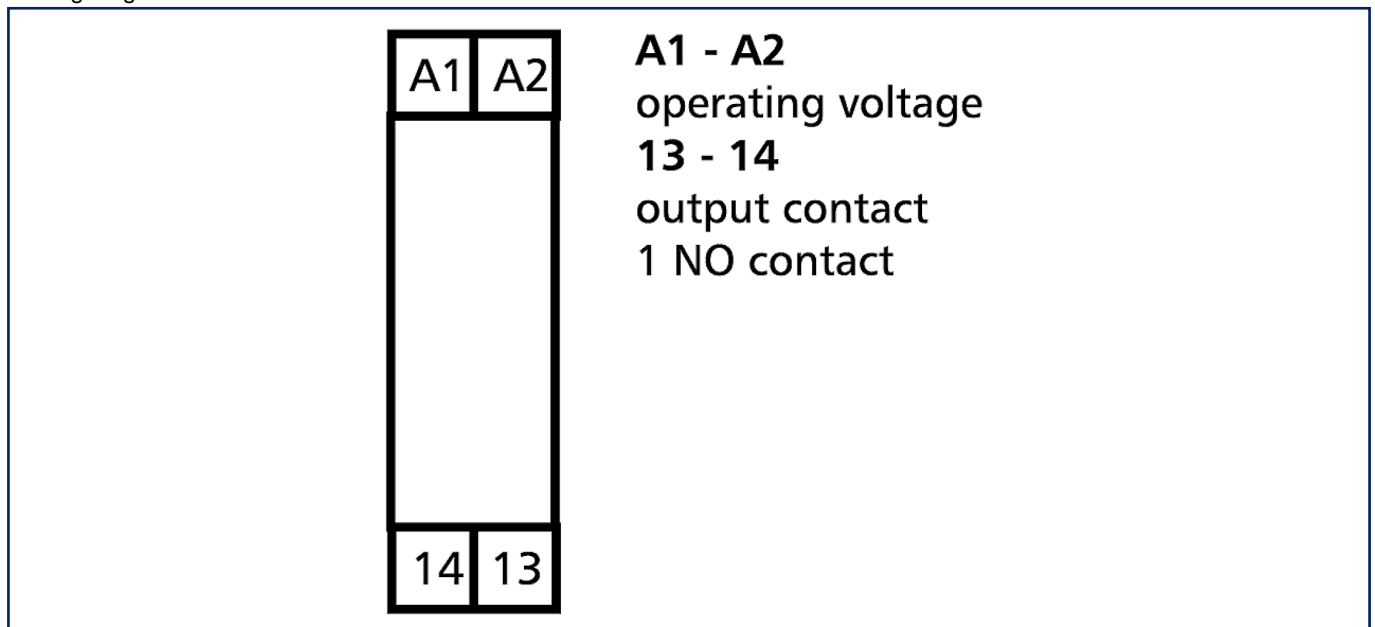 A1 A2
A1 - A2
operating voltage
13 - 14
output contact
1 NO contact
14 13